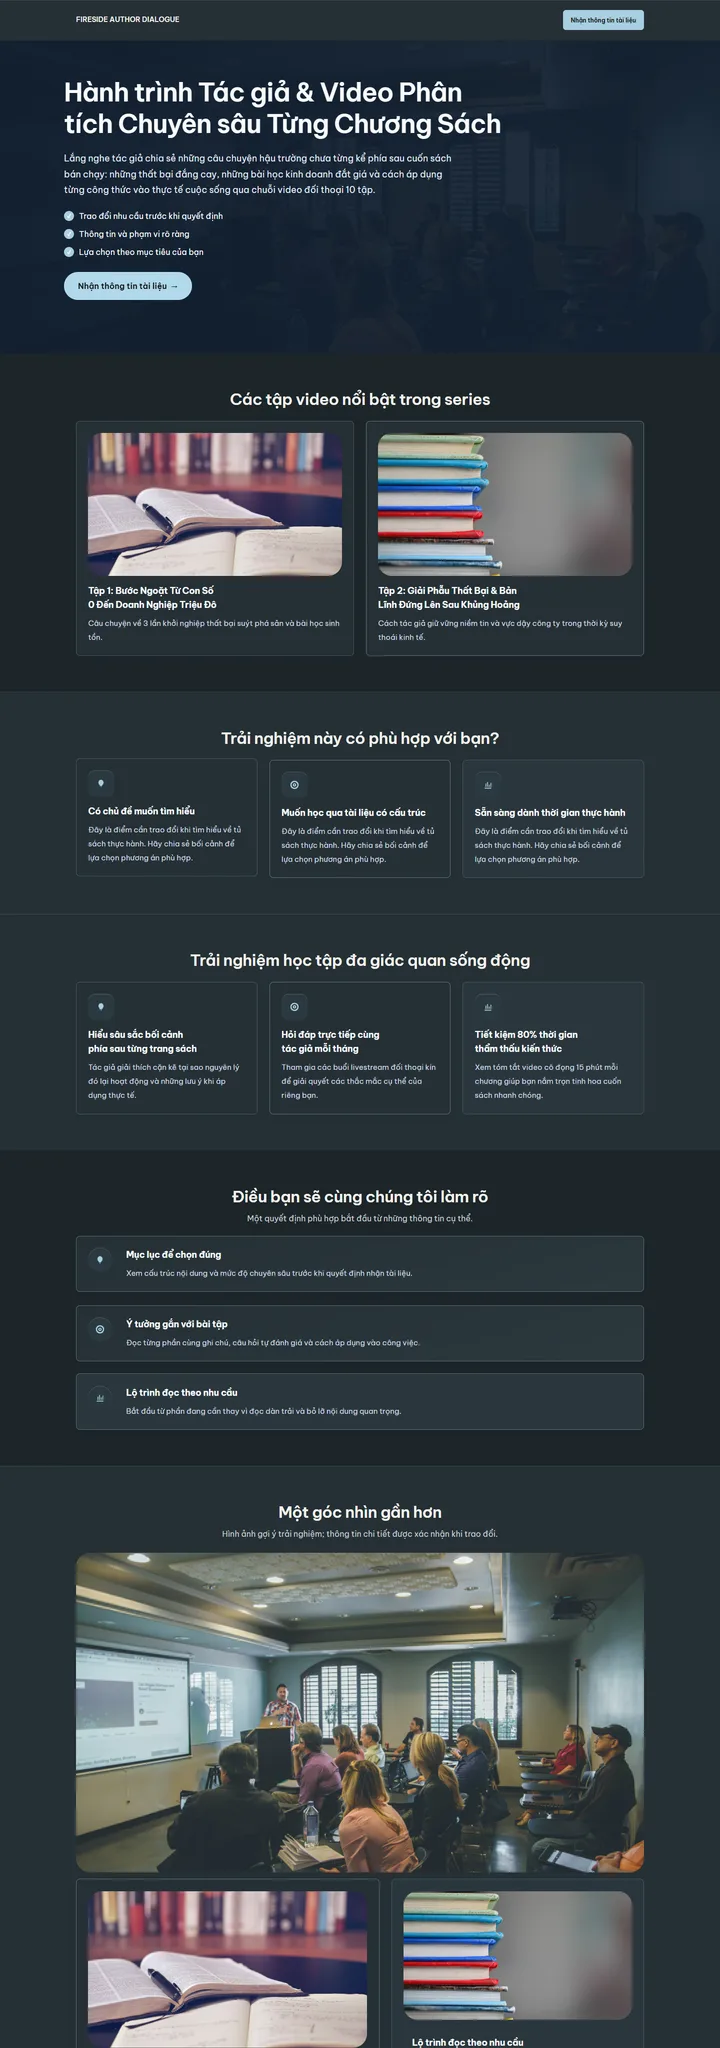 FIRESIDE AUTHOR DIALOGUE
Nhận thông tin tài liệu
Hành trình Tác giả & Video Phân
tích Chuyên sâu Từng Chương Sách
Lắng nghe tác giả chia sẻ những câu chuyện hậu trường chưa từng kể phía sau cuốn sách
bán chạy: những thất bại đắng cay, những bài học kinh doanh đắt giá và cách áp dụng
từng công thức vào thực tế cuộc sống qua chuỗi video đối thoại 10 tập.
Trao đổi nhu cầu trước khi quyết định
Thông tin và phạm vi rõ ràng
Lựa chọn theo mục tiêu của bạn
Nhận thông tin tài liệu →
Các tập video nổi bật trong series
Tập 1: Bước Ngoặt Từ Con Số
0 Đến Doanh Nghiệp Triệu Đô
Câu chuyện về 3 lần khởi nghiệp thất bại suýt phá sản và bài học sinh
tồn.
Tập 2: Giải Phẫu Thất Bại & Bản
Lĩnh Đứng Lên Sau Khủng Hoảng
Cách tác giả giữ vững niềm tin và vực dậy công ty trong thời kỳ suy
thoái kinh tế.
Trải nghiệm này có phù hợp với bạn?
Có chủ đề muốn tìm hiểu
Đây là điểm cần trao đổi khi tìm hiểu về tủ
sách thực hành. Hãy chia sẻ bối cảnh để
lựa chọn phương án phù hợp.
Muốn học qua tài liệu có cấu trúc
Đây là điểm cần trao đổi khi tìm hiểu về tủ
sách thực hành. Hãy chia sẻ bối cảnh để
lựa chọn phương án phù hợp.
Sẵn sàng dành thời gian thực hành
Đây là điểm cần trao đổi khi tìm hiểu về tủ
sách thực hành. Hãy chia sẻ bối cảnh để
lựa chọn phương án phù hợp.
Trải nghiệm học tập đa giác quan sống động
Hiểu sâu sắc bối cảnh
phía sau từng trang sách
Tác giả giải thích cặn kẽ tại sao nguyên lý
đó lại hoạt động và những lưu ý khi áp
dụng thực tế.
Hỏi đáp trực tiếp cùng
tác giả mỗi tháng
Tham gia các buổi livestream đối thoại kín
để giải quyết các thắc mắc cụ thể của
riêng bạn.
Tiết kiệm 80% thời gian
thẩm thấu kiến thức
Xem tóm tắt video cô đọng 15 phút mỗi
chương giúp bạn nắm trọn tinh hoa cuốn
sách nhanh chóng.
Điều bạn sẽ cùng chúng tôi làm rõ
Một quyết định phù hợp bắt đầu từ những thông tin cụ thể.
Mục lục để chọn đúng
Xem cấu trúc nội dung và mức độ chuyên sâu trước khi quyết định nhận tài liệu.
Ý tưởng gắn với bài tập
Đọc từng phần cùng ghi chú, câu hỏi tự đánh giá và cách áp dụng vào công việc.
Lộ trình đọc theo nhu cầu
Bắt đầu từ phần đang cần thay vì đọc dàn trải và bỏ lỡ nội dung quan trọng.
Một góc nhìn gần hơn
Hình ảnh gợi ý trải nghiệm; thông tin chi tiết được xác nhận khi trao đổi.
Lộ trình đọc theo nhu cầu